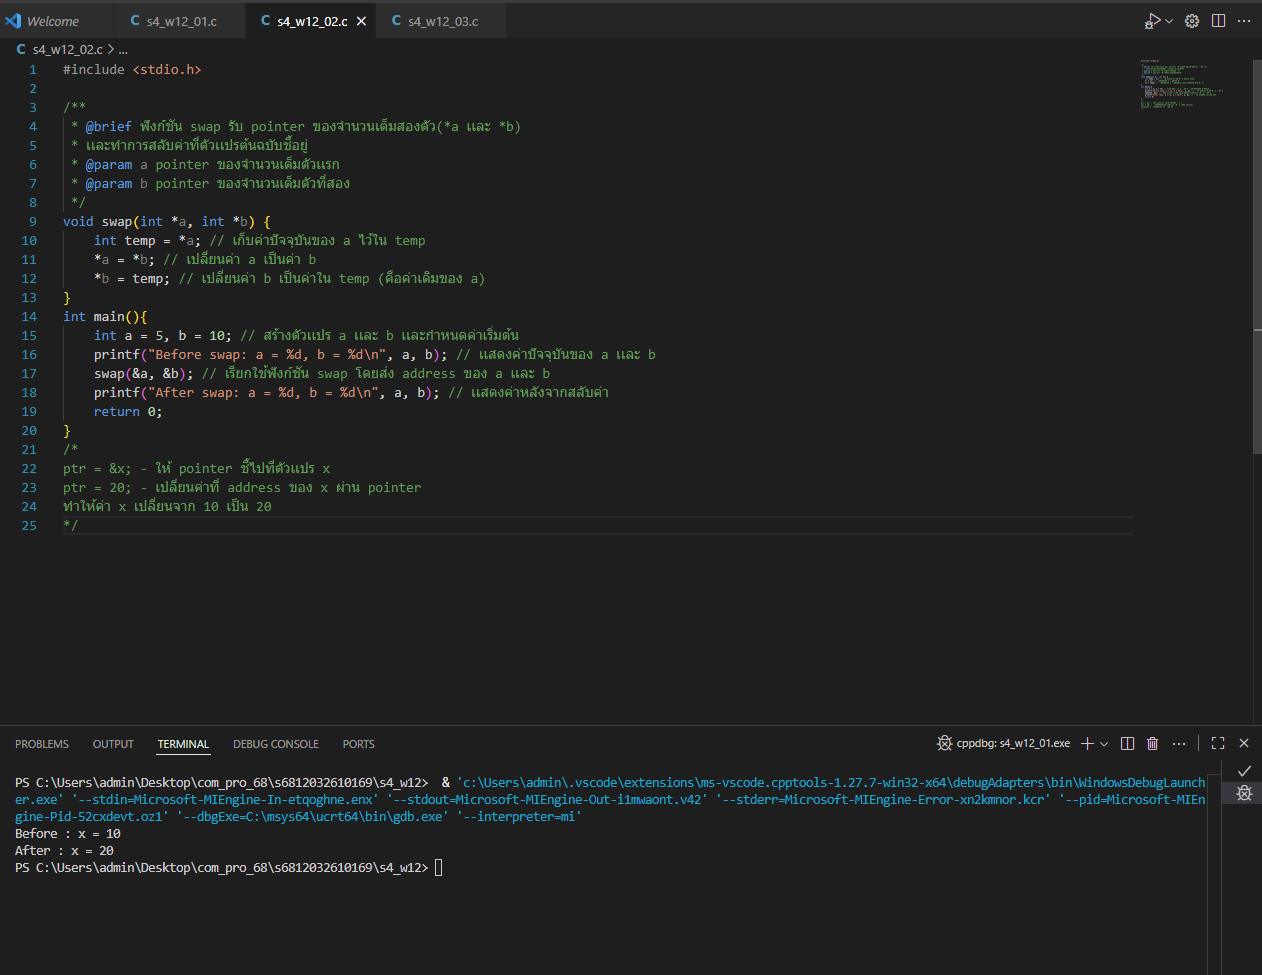 Welcome
C s4_w12_01.c
C s4_w12_02.c
C s4_w12_03.c
C s4_w12_02.c > ...
1 #include <stdio.h>
2
3 /**
4 * @brief ฟังก์ชัน swap รับ pointer ของจำนวนเต็มสองตัว(*a และ *b)
5 * และทำการสลับค่าที่ตัวแปรต้นฉบับชี้อยู่
6 * @param a pointer ของจำนวนเต็มตัวแรก
7 * @param b pointer ของจำนวนเต็มตัวที่สอง
8 */
9 void swap(int *a, int *b) {
10 int temp = *a; // เก็บค่าปัจจุบันของ a ไว้ใน temp
11 *a = *b; // เปลี่ยนค่า a เป็นค่า b
12 *b = temp; // เปลี่ยนค่า b เป็นค่าใน temp (คือค่าเดิมของ a)
13 }
14 int main(){
15 int a = 5, b = 10; // สร้างตัวแปร a และ b และกำหนดค่าเริ่มต้น
16 printf("Before swap: a = %d, b = %d\n", a, b); // แสดงค่าปัจจุบันของ a และ b
17 swap(&a, &b); // เรียกใช้ฟังก์ชัน swap โดยส่ง address ของ a และ b
18 printf("After swap: a = %d, b = %d\n", a, b); // แสดงค่าหลังจากสลับค่า
19 return 0;
20 }
21 /*
22 ptr = &x; - ให้ pointer ชี้ไปที่ตัวแปร x
23 ptr = 20; - เปลี่ยนค่าที่ address ของ x ผ่าน pointer
24 ทำให้ค่า x เปลี่ยนจาก 10 เป็น 20
25 */
PROBLEMS OUTPUT TERMINAL DEBUG CONSOLE PORTS
cppdbg: s4_w12_01.exe
PS C:\Users\admin\Desktop\com_pro_68\s6812032610169\s4_w12> & 'c:\Users\admin\.vscode\extensions\ms-vscode.cpptools-1.27.7-win32-x64\debugAdapters\bin\WindowsDebugLaunch
er.exe' '--stdin=Microsoft-MIEngine-In-etqoghne.enx' '--stdout=Microsoft-MIEngine-Out-i1mwaont.v42' '--stderr=Microsoft-MIEngine-Error-xn2kmnor.kcr' '--pid=Microsoft-MIEn
gine-Pid-52cxdevt.oz1' '--dbgExe=C:\msys64\ucrt64\bin\gdb.exe' '--interpreter=mi'
Before : x = 10
After : x = 20
PS C:\Users\admin\Desktop\com_pro_68\s6812032610169\s4_w12>